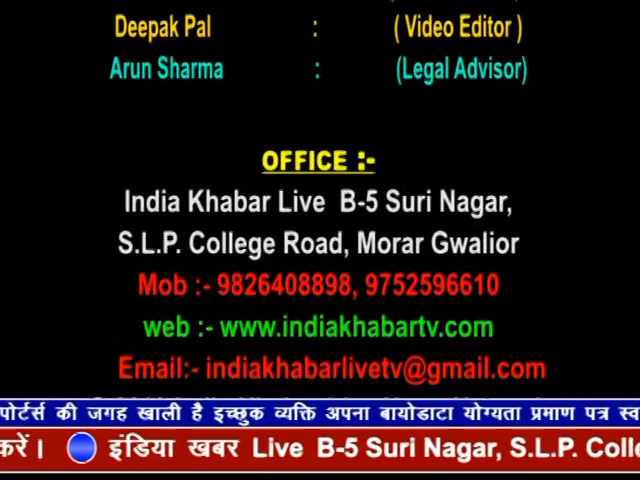 Deepak Pal : ( Video Editor )
Arun Sharma : (Legal Advisor)
OFFICE :-
India Khabar Live B-5 Suri Nagar,
S.L.P. College Road, Morar Gwalior
Mob :- 9826408898, 9752596610
web :- www.indiakhabartv.com
Email:- indiakhabarlivetv@gmail.com
पोर्टर्स की जगह खाली है इच्छुक व्यक्ति अपना बायोडाटा योग्यता प्रमाण पत्र स्व
करें। इंडिया खबर Live B-5 Suri Nagar, S.L.P. Colle